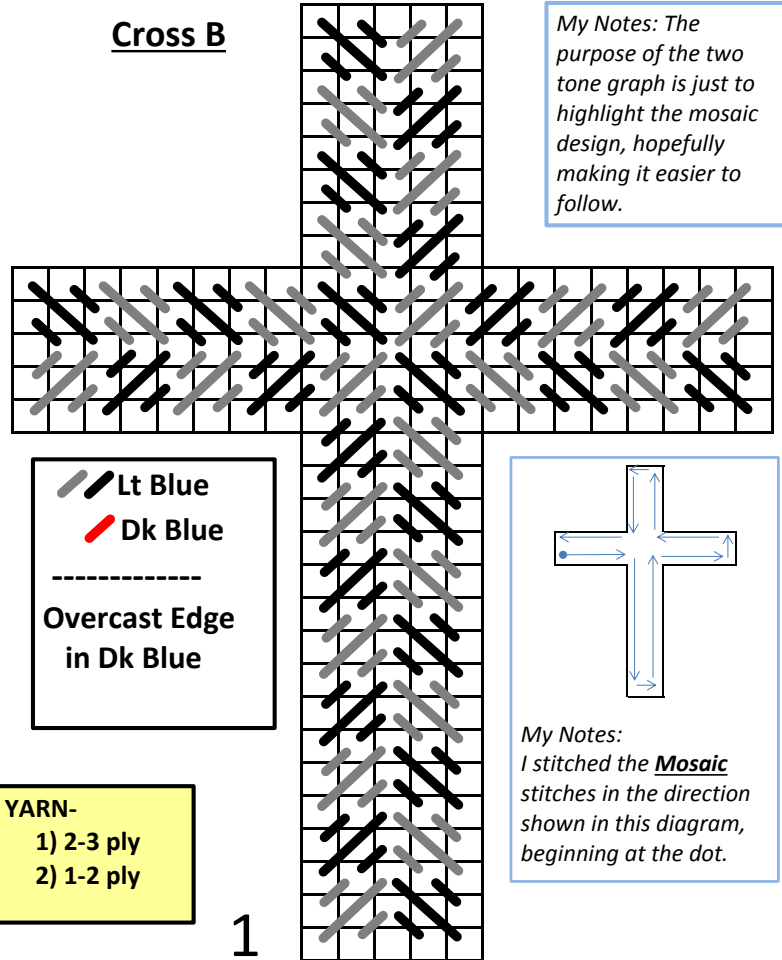 Cross B
My Notes: The
purpose of the two
tone graph is just to
highlight the mosaic
design, hopefully
making it easier to
follow.
Lt Blue
Dk Blue
-------------
Overcast Edge
in Dk Blue
My Notes:
I stitched the Mosaic
stitches in the direction
shown in this diagram,
beginning at the dot.
YARN-
1) 2-3 ply
2) 1-2 ply
1